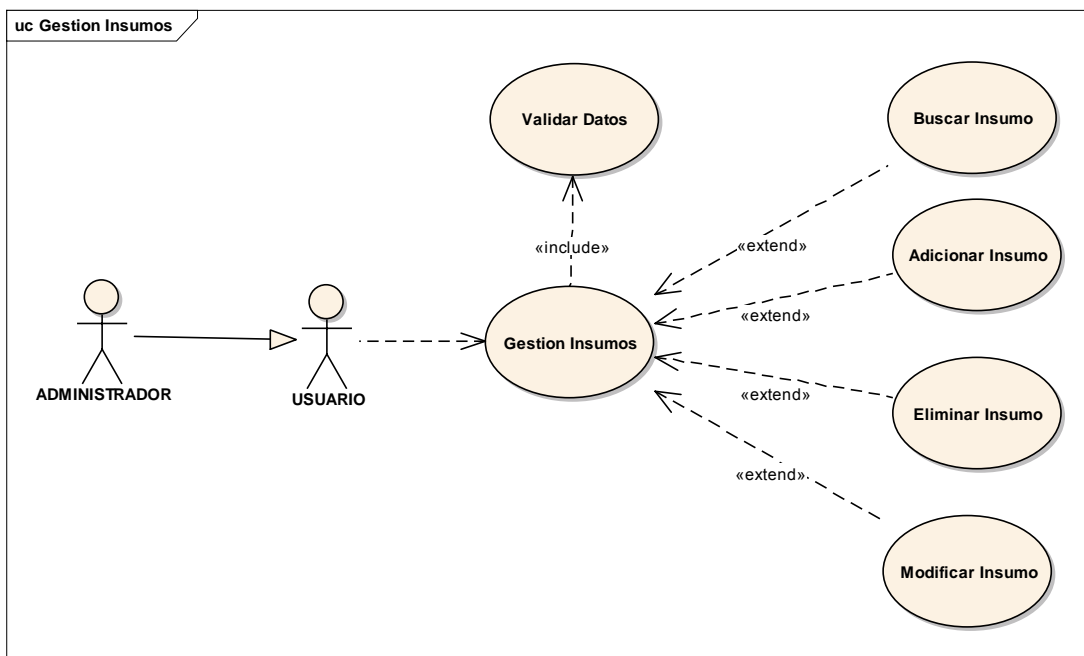 uc Gestion Insumos
Validar Datos
Buscar Insumo
«include»
«extend»
Adicionar Insumo
«extend»
Gestion Insumos
ADMINISTRADOR
USUARIO
«extend»
Eliminar Insumo
«extend»
Modificar Insumo